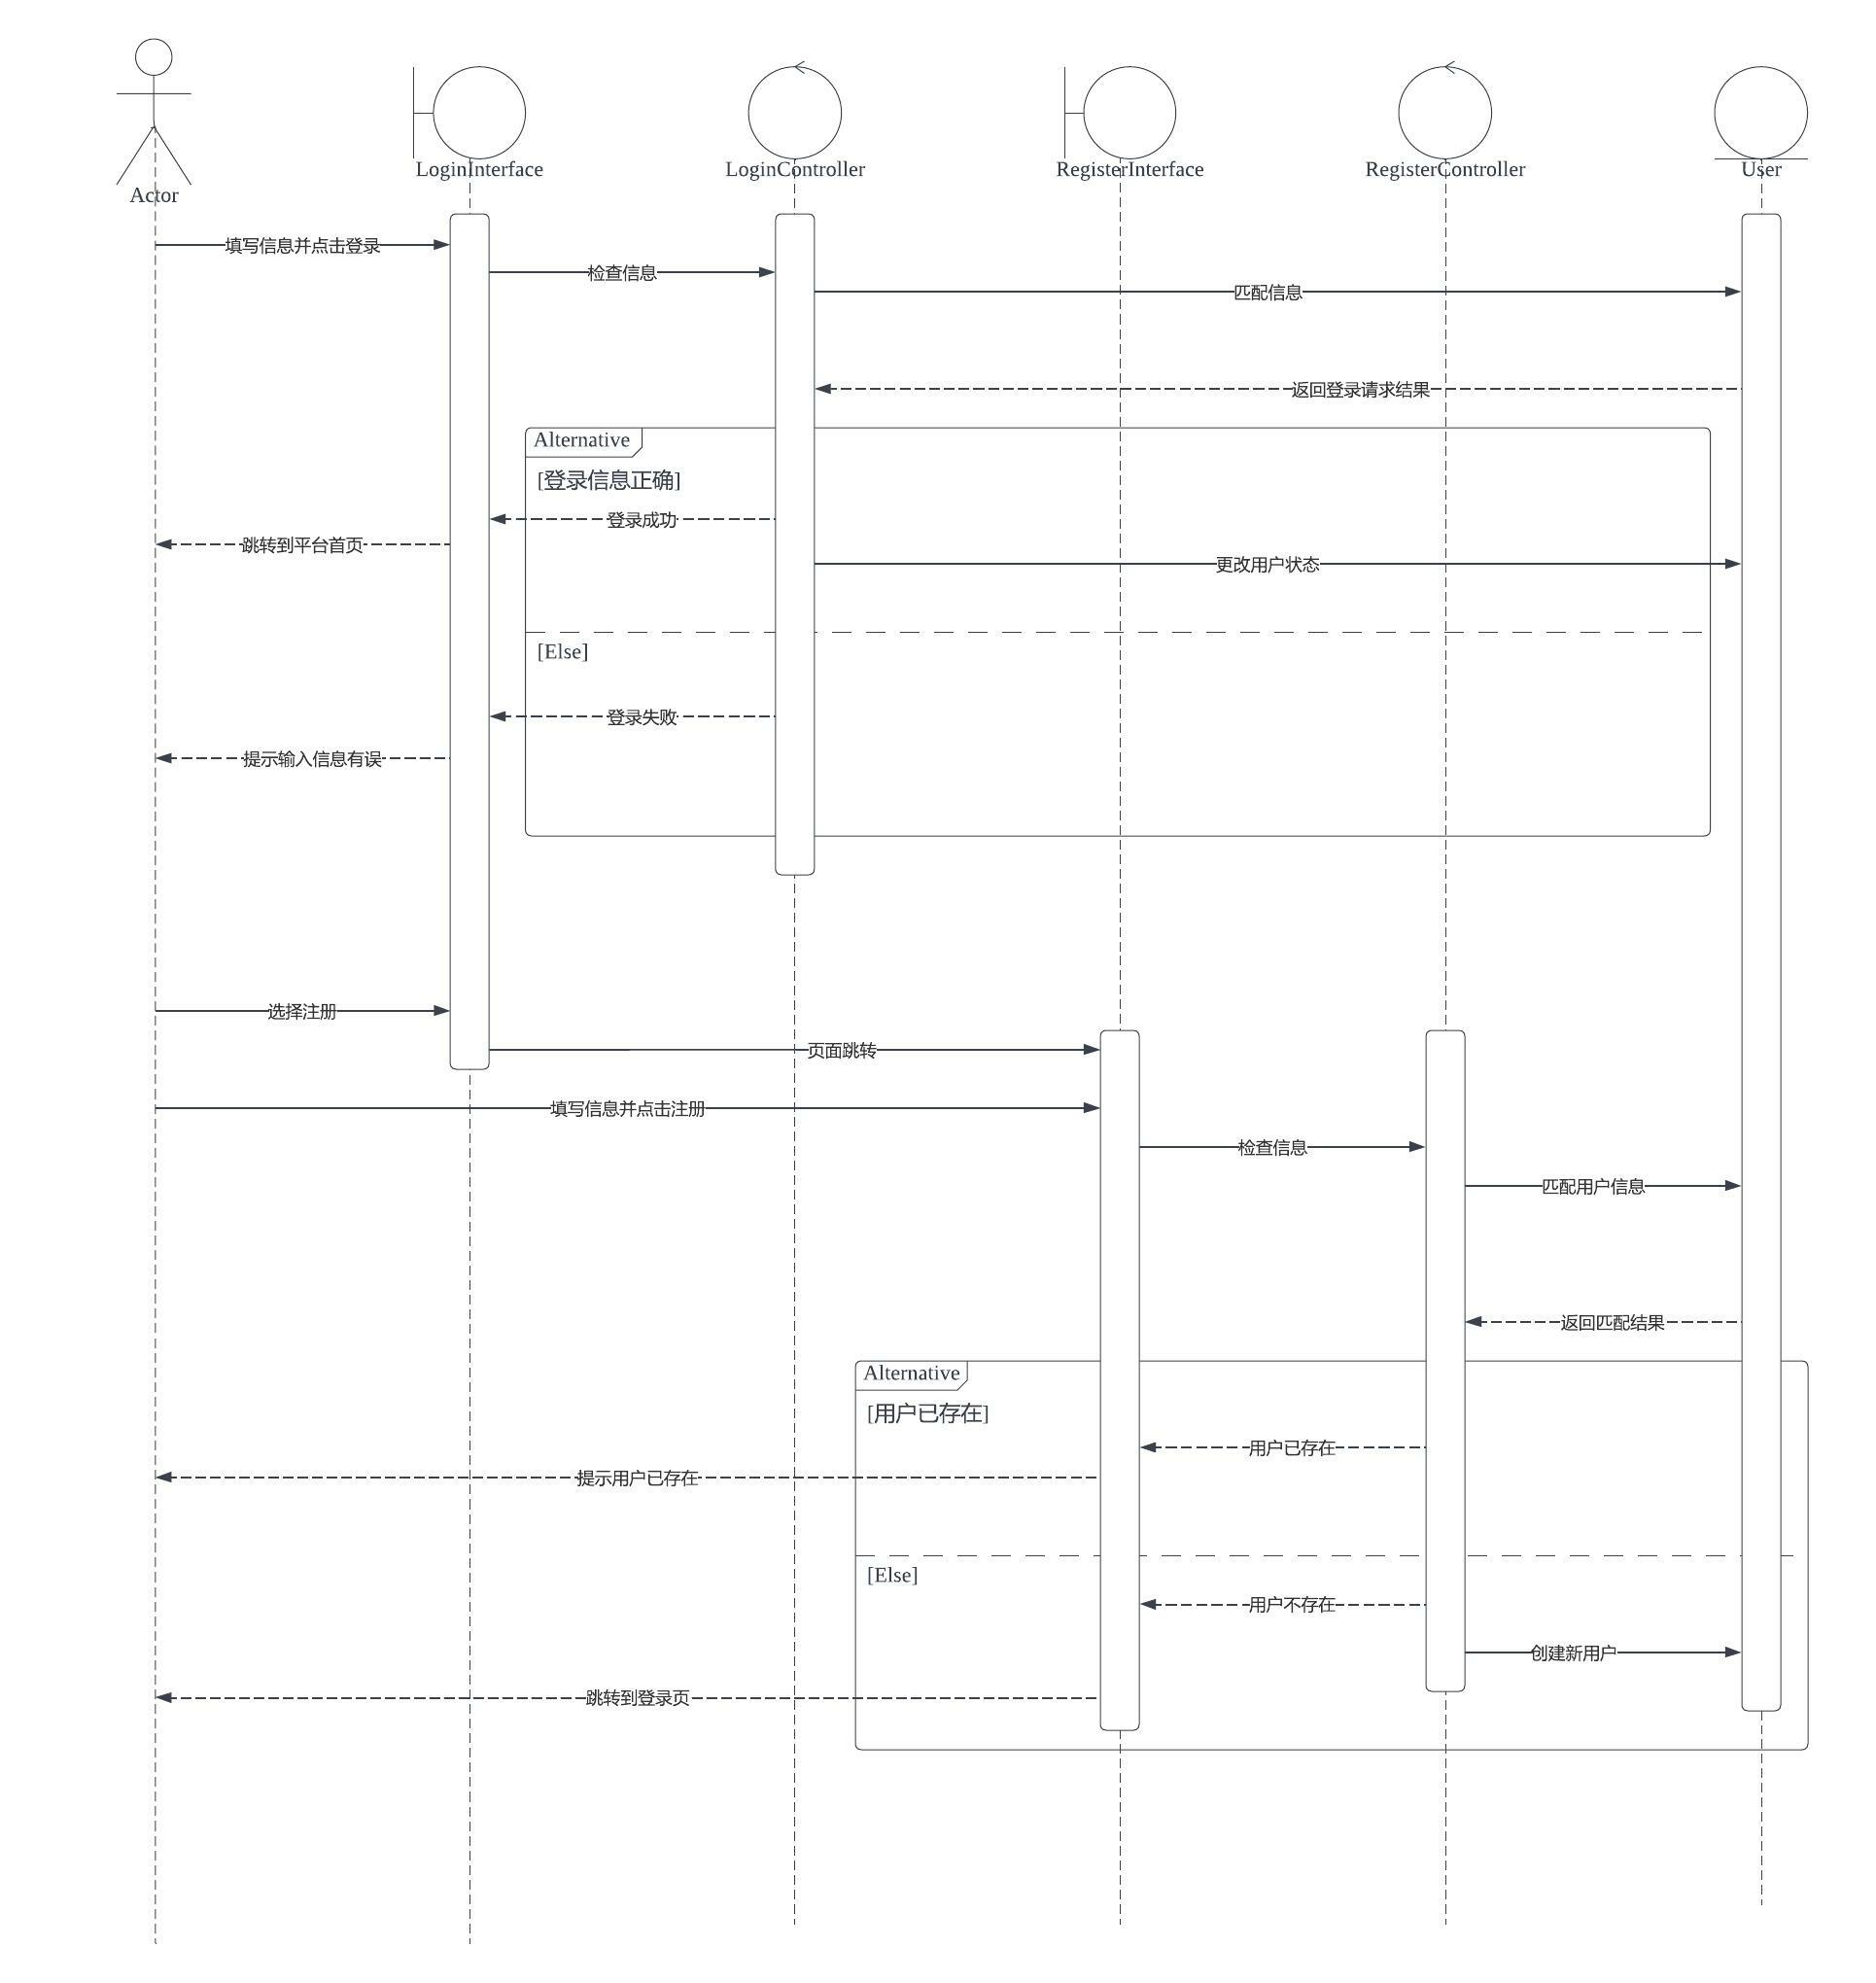 Actor
LoginInterface
LoginController
RegisterInterface
RegisterController
User
填写信息并点击登录
检查信息
匹配信息
返回登录请求结果
Alternative
[登录信息正确]
登录成功
跳转到平台首页
更改用户状态
[Else]
登录失败
提示输入信息有误
选择注册
页面跳转
填写信息并点击注册
检查信息
匹配用户信息
返回匹配结果
Alternative
[用户已存在]
用户已存在
提示用户已存在
[Else]
用户不存在
创建新用户
跳转到登录页